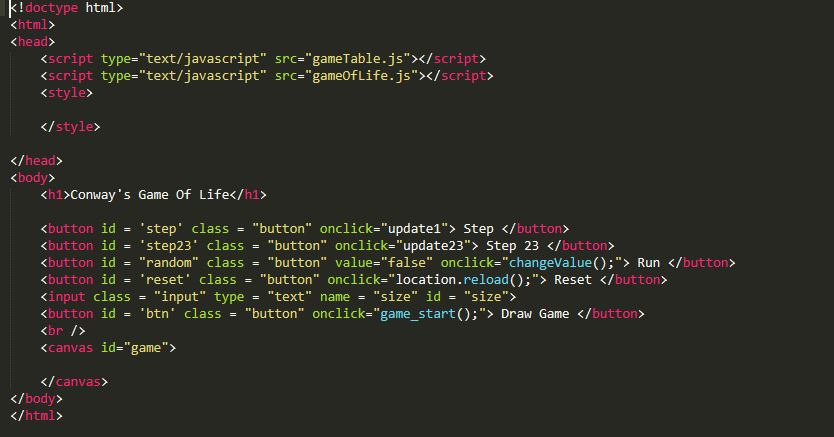 <!doctype html>
<html>
<head>
    <script type="text/javascript" src="gameTable.js"></script>
    <script type="text/javascript" src="gameOfLife.js"></script>
    <style>

    </style>

</head>
<body>
    <h1>Conway's Game Of Life</h1>

    <button id = 'step' class = "button" onclick="update1"> Step </button>
    <button id = 'step23' class = "button" onclick="update23"> Step 23 </button>
    <button id = "random" class = "button" value="false" onclick="changeValue();"> Run </button>
    <button id = 'reset' class = "button" onclick="location.reload();"> Reset </button>
    <input class = "input" type = "text" name = "size" id = "size">
    <button id = 'btn' class = "button" onclick="game_start();"> Draw Game </button>
    <br />
    <canvas id="game">

    </canvas>
</body>
</html>